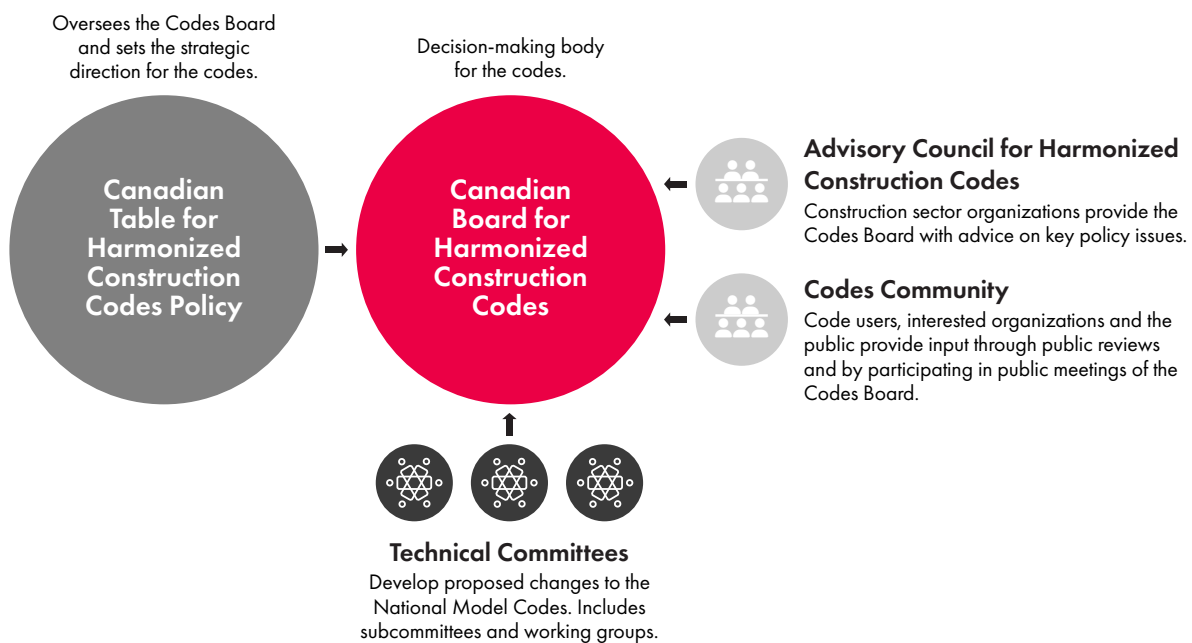 Oversees the Codes Board
and sets the strategic
direction for the codes.
Canadian
Table for
Harmonized
Construction
Codes Policy
Decision-making body
for the codes.
Canadian
Board for
Harmonized
Construction
Codes
Advisory Council for Harmonized
Construction Codes
Construction sector organizations provide the
Codes Board with advice on key policy issues.
Codes Community
Code users, interested organizations and the
public provide input through public reviews
and by participating in public meetings of the
Codes Board.
Technical Committees
Develop proposed changes to the
National Model Codes. Includes
subcommittees and working groups.